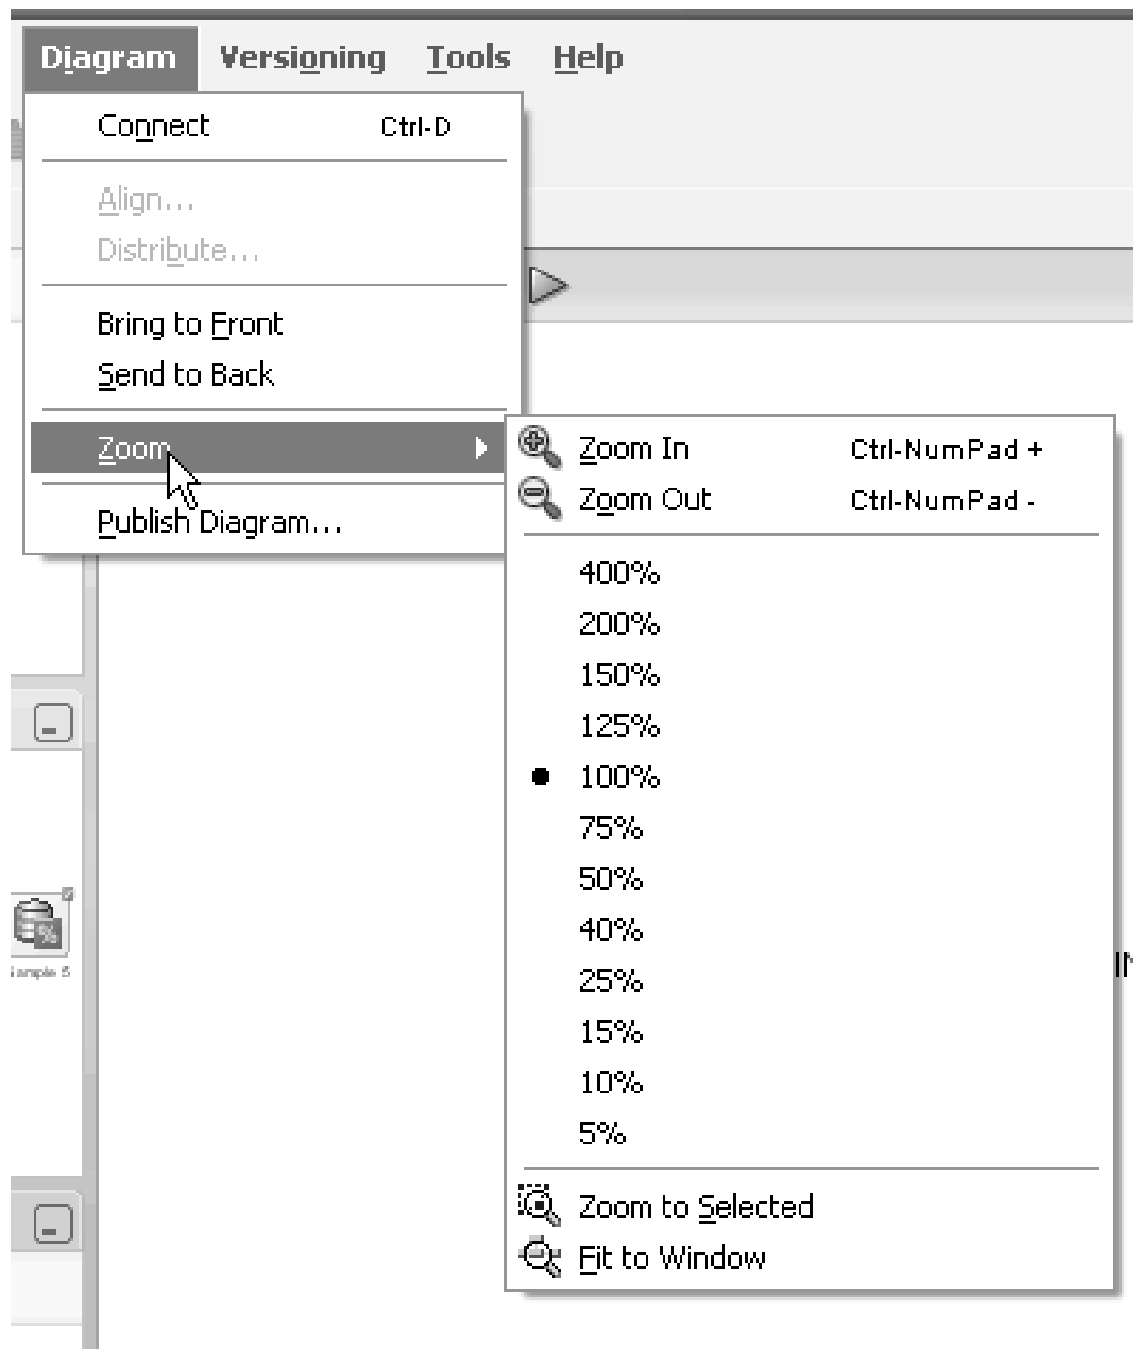 Diagram Versioning Tools Help
Connect Ctrl-D
Align...
Distribute...
Bring to Front
Send to Back
Zoom
Publish Diagram...
Zoom In Ctrl-NumPad +
Zoom Out Ctrl-NumPad -
400%
200%
150%
125%
100%
75%
50%
40%
25%
15%
10%
5%
Zoom to Selected
Fit to Window
%